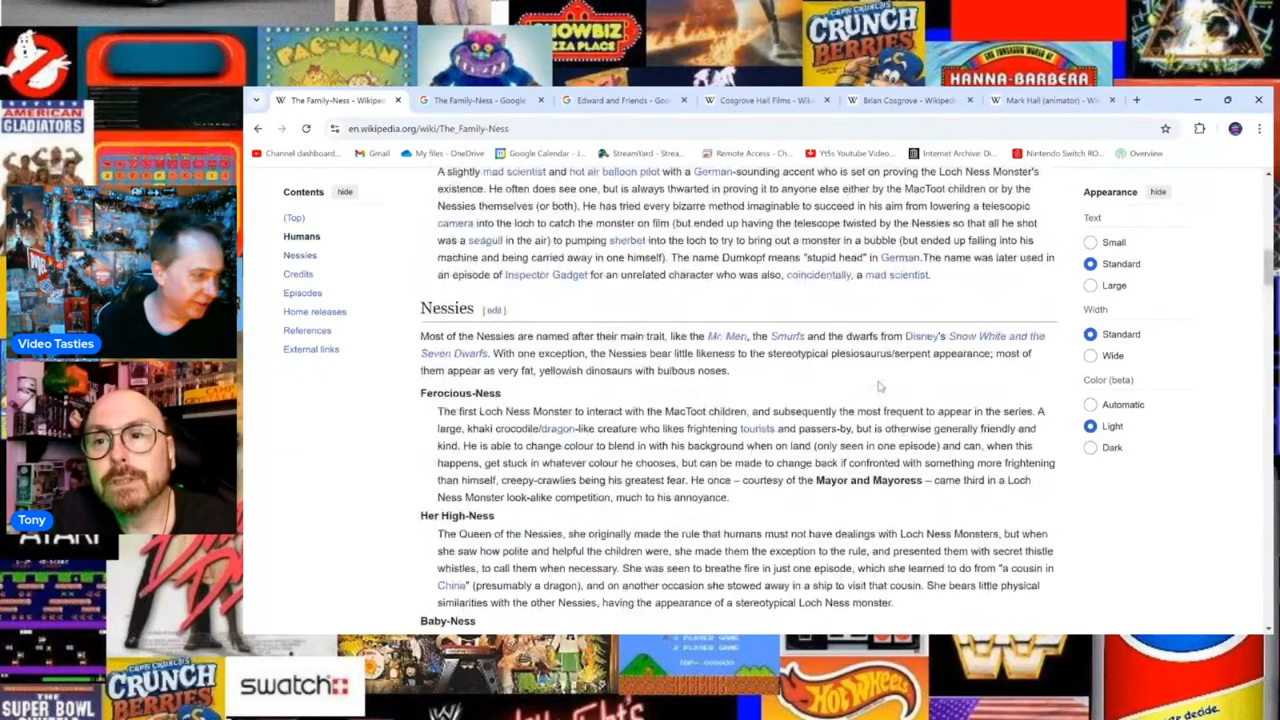 SHOWBIZ
PIZZA PLACE
PAC-MAN
CRUNCH
BERRIES
THE FUNTASTIC WORLD OF
HANNA-BARBERA
AMERICAN
GLADIATORS
The Family-Ness - Wikiped
The Family-Ness - Google
Edward and Friends - Goo
Cosgrove Hall Films - Wiki
Brian Cosgrove - Wikiped
Mark Hall (animator) - Wi
en.wikipedia.org/wiki/The_Family-Ness
Channel dashboard...
Gmail
My files - OneDrive
Google Calendar - J...
StreamYard - Strea...
Remote Access - Ch...
Yt5s Youtube Video...
Internet Archive: Di...
Nintendo Switch RO...
Overview
Contents
hide
(Top)
Humans
Nessies
Credits
Episodes
Home releases
References
External links
A slightly mad scientist and hot air balloon pilot with a German-sounding accent who is set on proving the Loch Ness Monster's
existence. He often does see one, but is always thwarted in proving it to anyone else either by the MacToot children or by the
Nessies themselves (or both). He has tried every bizarre method imaginable to succeed in his aim from lowering a telescopic
camera into the loch to catch the monster on film (but ended up having the telescope twisted by the Nessies so that all he shot
was a seagull in the air) to pumping sherbet into the loch to try to bring out a monster in a bubble (but ended up falling into his
machine and being carried away in one himself). The name Dumkopf means "stupid head" in German.The name was later used in
an episode of Inspector Gadget for an unrelated character who was also, coincidentally, a mad scientist.
Nessies [ edit ]
Most of the Nessies are named after their main trait, like the Mr. Men, the Smurfs and the dwarfs from Disney's Snow White and the
Seven Dwarfs. With one exception, the Nessies bear little likeness to the stereotypical plesiosaurus/serpent appearance; most of
them appear as very fat, yellowish dinosaurs with bulbous noses.
Ferocious-Ness
The first Loch Ness Monster to interact with the MacToot children, and subsequently the most frequent to appear in the series. A
large, khaki crocodile/dragon-like creature who likes frightening tourists and passers-by, but is otherwise generally friendly and
kind. He is able to change colour to blend in with his background when on land (only seen in one episode) and can, when this
happens, get stuck in whatever colour he chooses, but can be made to change back if confronted with something more frightening
than himself, creepy-crawlies being his greatest fear. He once – courtesy of the Mayor and Mayoress – came third in a Loch
Ness Monster look-alike competition, much to his annoyance.
Her High-Ness
The Queen of the Nessies, she originally made the rule that humans must not have dealings with Loch Ness Monsters, but when
she saw how polite and helpful the children were, she made them the exception to the rule, and presented them with secret thistle
whistles, to call them when necessary. She was seen to breathe fire in just one episode, which she learned to do from "a cousin in
China" (presumably a dragon), and on another occasion she stowed away in a ship to visit that cousin. She bears little physical
similarities with the other Nessies, having the appearance of a stereotypical Loch Ness monster.
Baby-Ness
Appearance
hide
Text
Small
Standard
Large
Width
Standard
Wide
Color (beta)
Automatic
Light
Dark
Video Tasties
Tony
ATARI
CAP'N CRUNCH'S
CRUNCH
BERRIES
THE
SUPER BOWL
swatch
HOT WHEELS
1 PLAYER GAME
2 PLAYER GAME
TOP- 000000
decide.